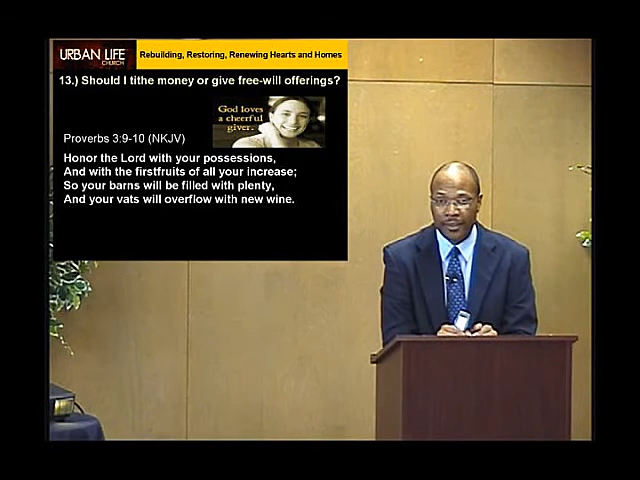 URBAN LIFE
CHURCH
Rebuilding, Restoring, Renewing Hearts and Homes
13.) Should I tithe money or give free-will offerings?
God loves
a cheerful
giver.
Proverbs 3:9-10 (NKJV)
Honor the Lord with your possessions,
And with the firstfruits of all your increase;
So your barns will be filled with plenty,
And your vats will overflow with new wine.